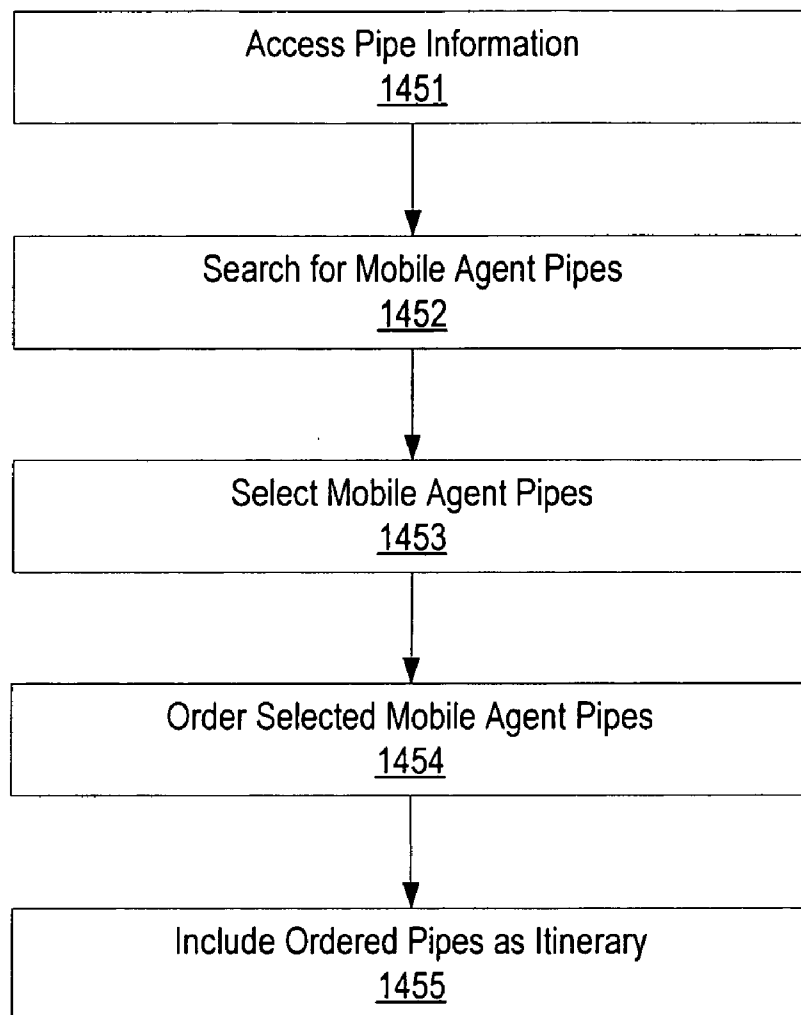 Access Pipe Information
1451
Search for Mobile Agent Pipes
1452
Select Mobile Agent Pipes
1453
Order Selected Mobile Agent Pipes
1454
Include Ordered Pipes as Itinerary
1455